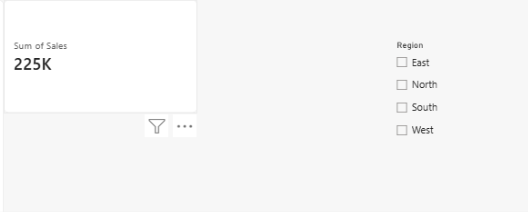 Sum of Sales
225K
Region
East
North
South
West